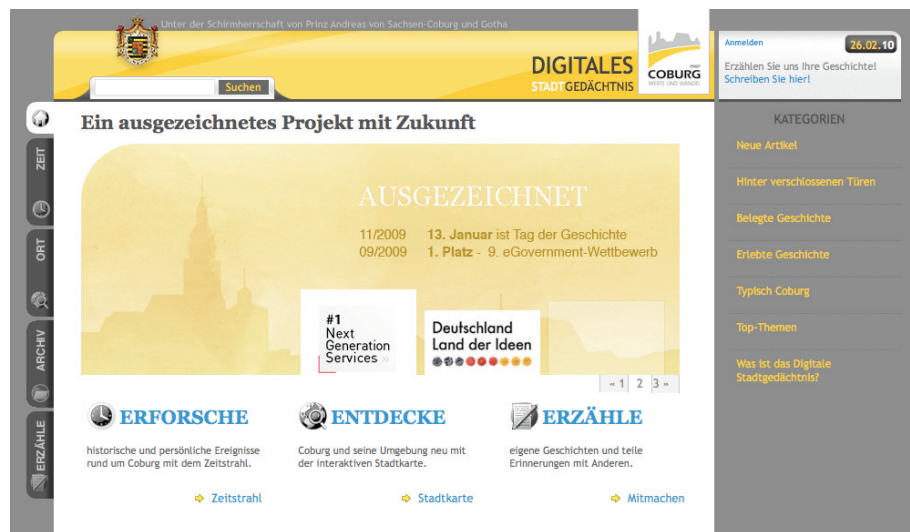 Unter der Schirmherrschaft von Prinz Andreas von Sachsen-Coburg und Gotha
Suchen
DIGITALES
STADTGEDÄCHTNIS
STADT
COBURG
WERTE UND WANDEL
Anmelden
26.02.10
Erzählen Sie uns Ihre Geschichte!
Schreiben Sie hier!
ZEIT
ORT
ARCHIV
ERZÄHLE
Ein ausgezeichnetes Projekt mit Zukunft
AUSGEZEICHNET
11/2009 13. Januar ist Tag der Geschichte
09/2009 1. Platz - 9. eGovernment-Wettbewerb
#1
Next
Generation
Services »
Deutschland
Land der Ideen
« 1 2 3 »
ERFORSCHE
historische und persönliche Ereignisse
rund um Coburg mit dem Zeitstrahl.
Zeitstrahl
ENTDECKE
Coburg und seine Umgebung neu mit
der interaktiven Stadtkarte.
Stadtkarte
ERZÄHLE
eigene Geschichten und teile
Erinnerungen mit Anderen.
Mitmachen
KATEGORIEN
Neue Artikel
Hinter verschlossenen Türen
Belegte Geschichte
Erlebte Geschichte
Typisch Coburg
Top-Themen
Was ist das Digitale
Stadtgedächtnis?